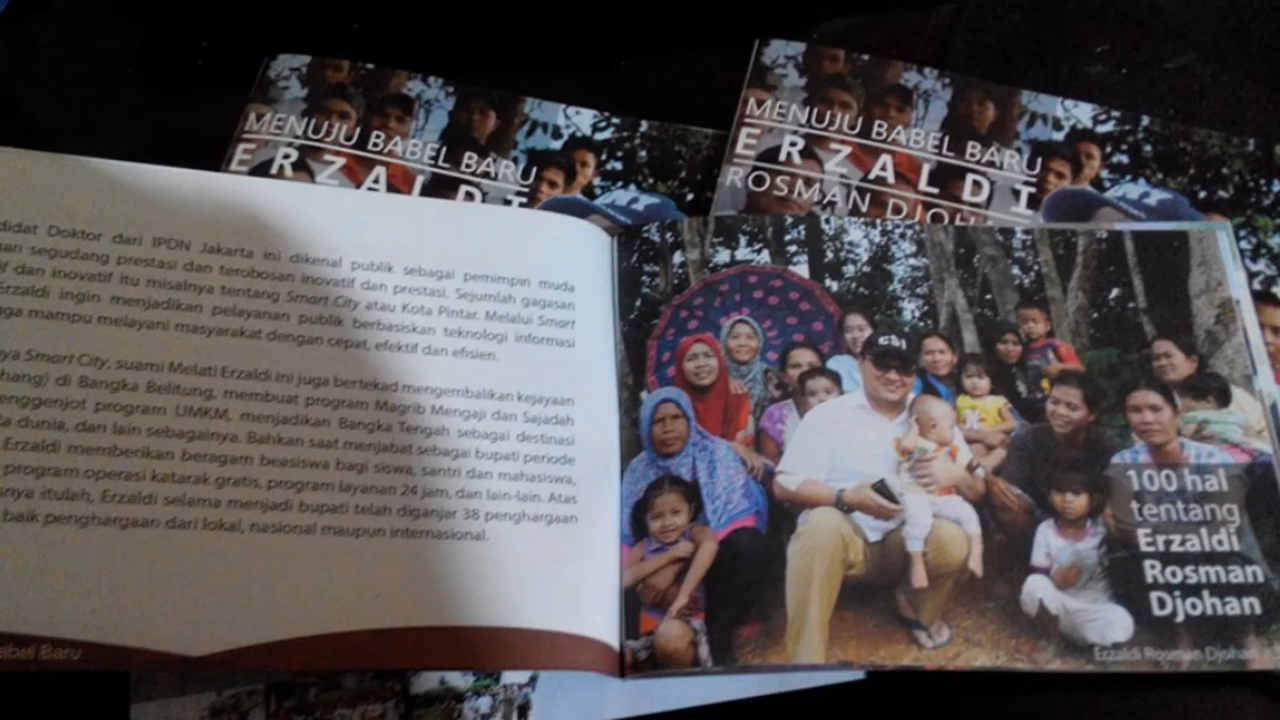 MENUJU BABEL BARU
ERZALDI
MENUJU BABEL BARU
ERZALDI
ROSMAN DJOHA
didat Doktor dari IPDN Jakarta ini dikenal publik sebagai pemimpin muda
segudang prestasi dan terobosan inovatif dan prestasi. Sejumlah gagasan
dan inovatif itu misalnya tentang Smart City atau Kota Pintar. Melalui Smart
Erzaldi ingin menjadikan pelayanan publik berbasiskan teknologi informasi
ga mampu melayani masyarakat dengan cepat, efektif dan efisien.
ya Smart City, suami Melati Erzaldi ini juga bertekad mengembalikan kejayaan
hang) di Bangka Belitung, membuat program Magrib Mengaji dan Sajadah
enggenjot program UMKM, menjadikan Bangka Tengah sebagai destinasi
ta dunia, dan lain sebagainya. Bahkan saat menjabat sebagai bupati periode
Erzaldi memberikan beragam beasiswa bagi siswa, santri dan mahasiswa,
program operasi katarak gratis, program layanan 24 jam, dan lain-lain. Atas
nya itulah, Erzaldi selama menjadi bupati telah diganjar 38 penghargaan
baik penghargaan dari lokal, nasional maupun internasional.
Babel Baru
CSI
100 hal
tentang
Erzaldi
Rosman
Djohan
Erzaldi Rosman Djohan